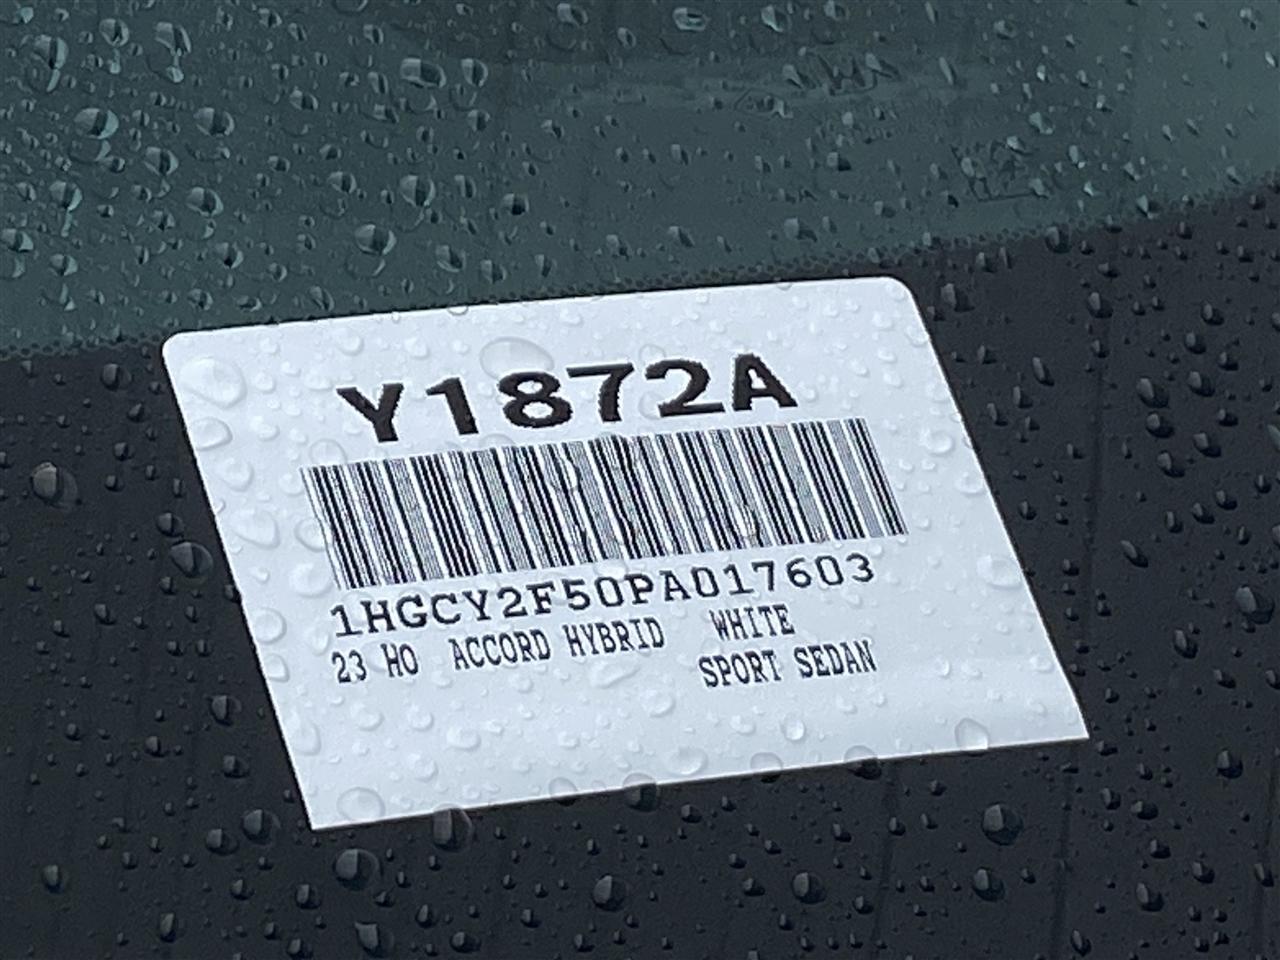 Y1872A
1HGCY2F50PA017603
23 HO ACCORD HYBRID WHITE
SPORT SEDAN